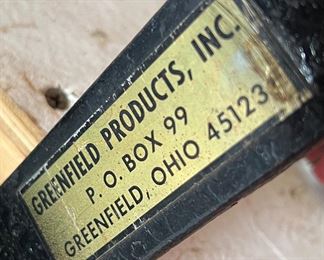 GREENFIELD PRODUCTS, INC.
P. O. BOX 99
GREENFIELD, OHIO 45123